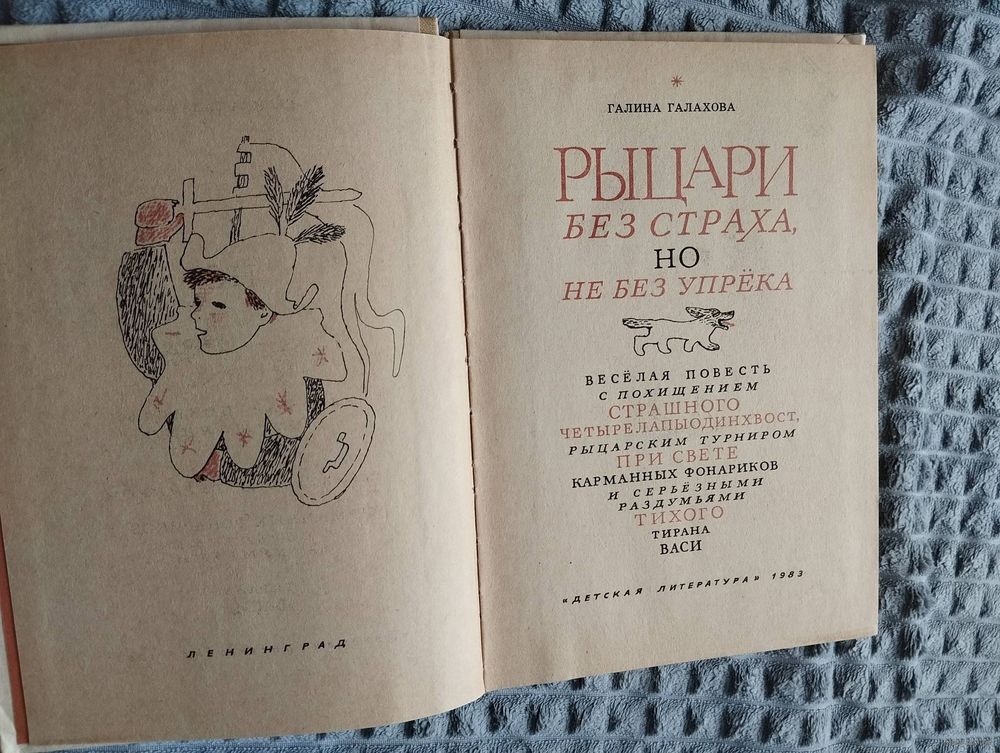 ЛЕНИНГРАД
ГАЛИНА ГАЛАХОВА
РЫЦАРИ
БЕЗ СТРАХА,
НО
НЕ БЕЗ УПРЁКА
ВЕСЁЛАЯ ПОВЕСТЬ
С ПОХИЩЕНИЕМ
СТРАШНОГО
ЧЕТЫРЕЛАПЫОДИНХВОСТ,
РЫЦАРСКИМ ТУРНИРОМ
ПРИ СВЕТЕ
КАРМАННЫХ ФОНАРИКОВ
И СЕРЬЁЗНЫМИ
РАЗДУМЬЯМИ
ТИХОГО
ТИРАНА
ВАСИ
«ДЕТСКАЯ ЛИТЕРАТУРА» 1983